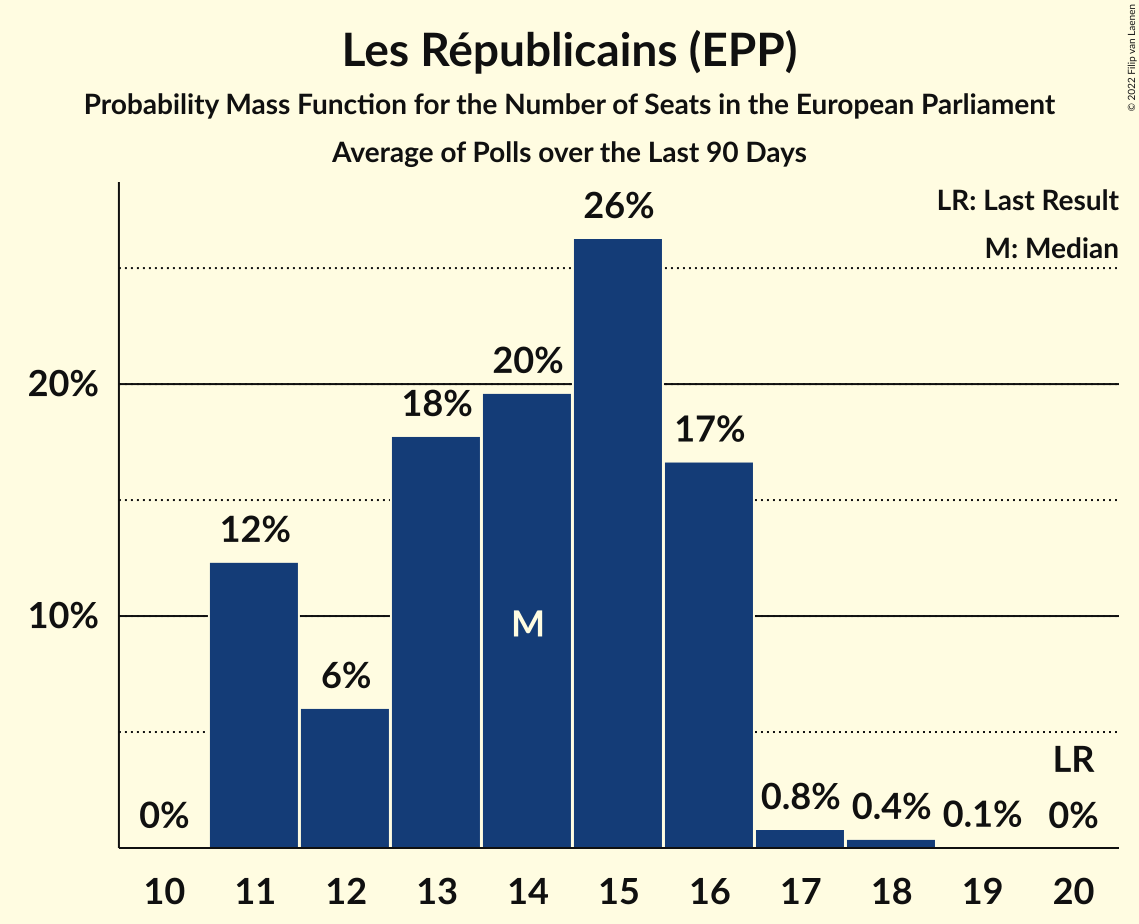 Les Républicains (EPP)
Probability Mass Function for the Number of Seats in the European Parliament
Average of Polls over the Last 90 Days
© 2022 Filip van Laenen
LR: Last Result
M: Median
26%
20%
18%
17%
12%
6%
0%
0.8%
0.4%
0.1%
LR
0%
M
20%
10%
10 11 12 13 14 15 16 17 18 19 20